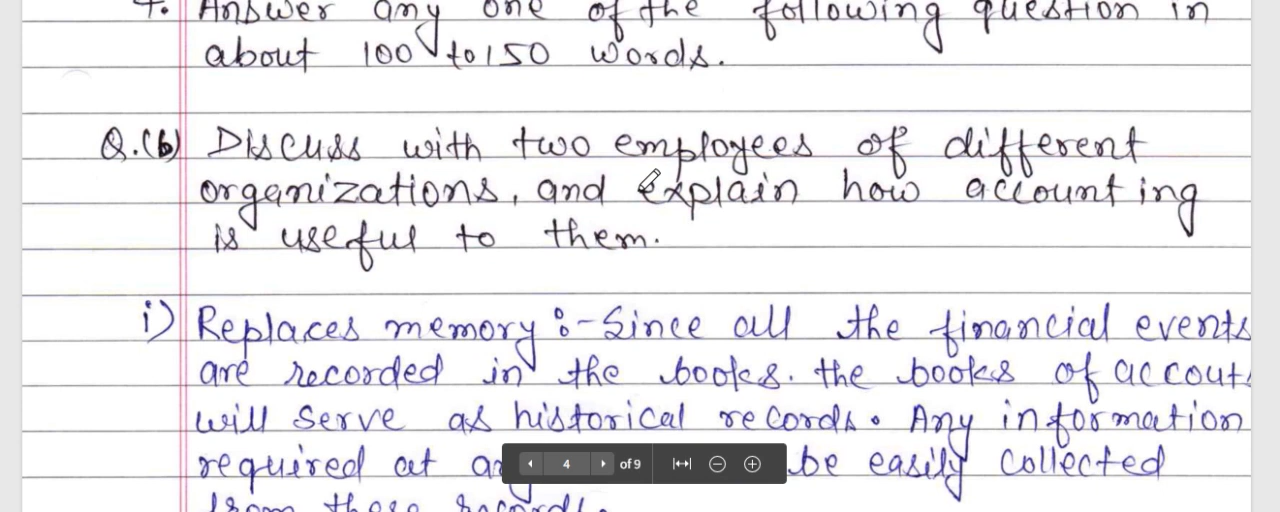 4. Answer any one of the following question in
about 100 to 150 words.
Q.(b) Discuss with two employees of different
organizations, and explain how accounting
is useful to them.
i) Replaces memory :- Since all the financial events
are recorded in the books. the books of accout
will serve as historical records. Any information
required at be easily collected
from these records.
4 of 9